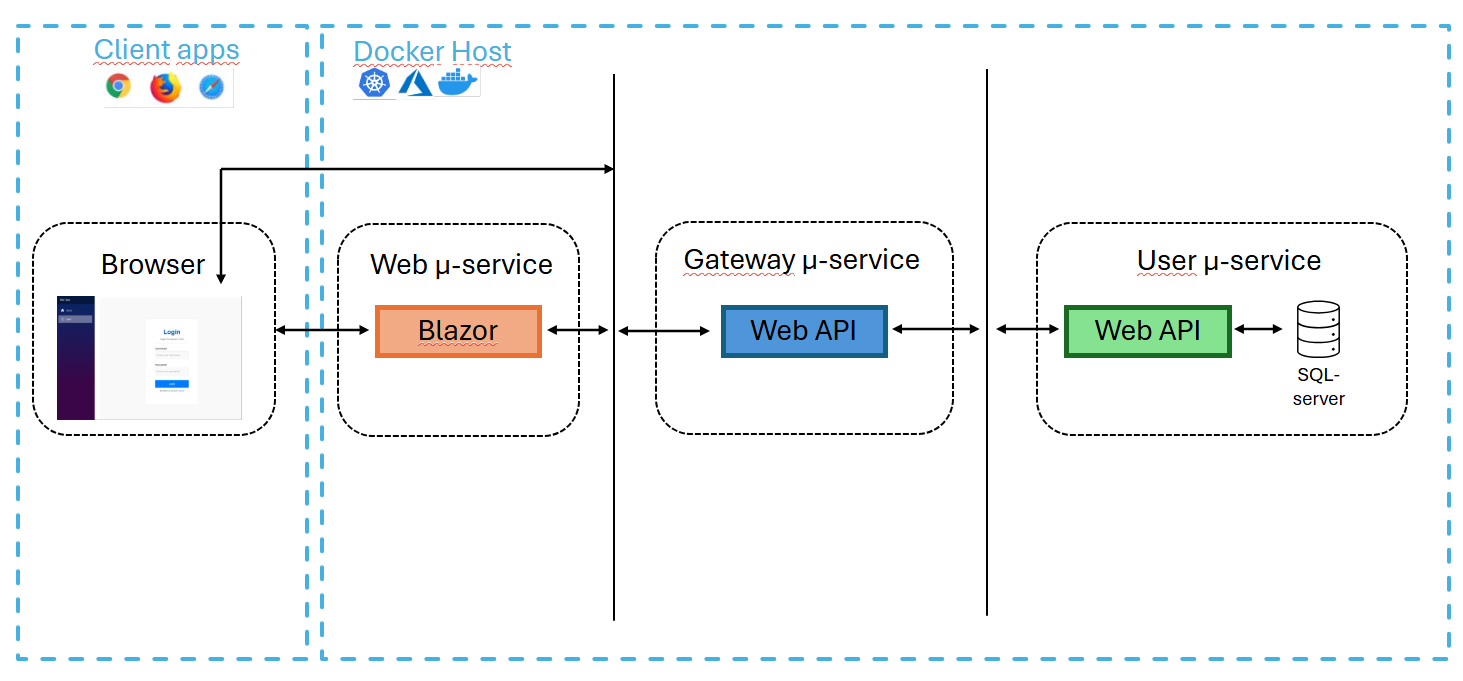 Client apps
Docker Host
Browser
Web µ-service
Gateway µ-service
User µ-service
Login
Blazor
Web API
Web API
SQL-
server